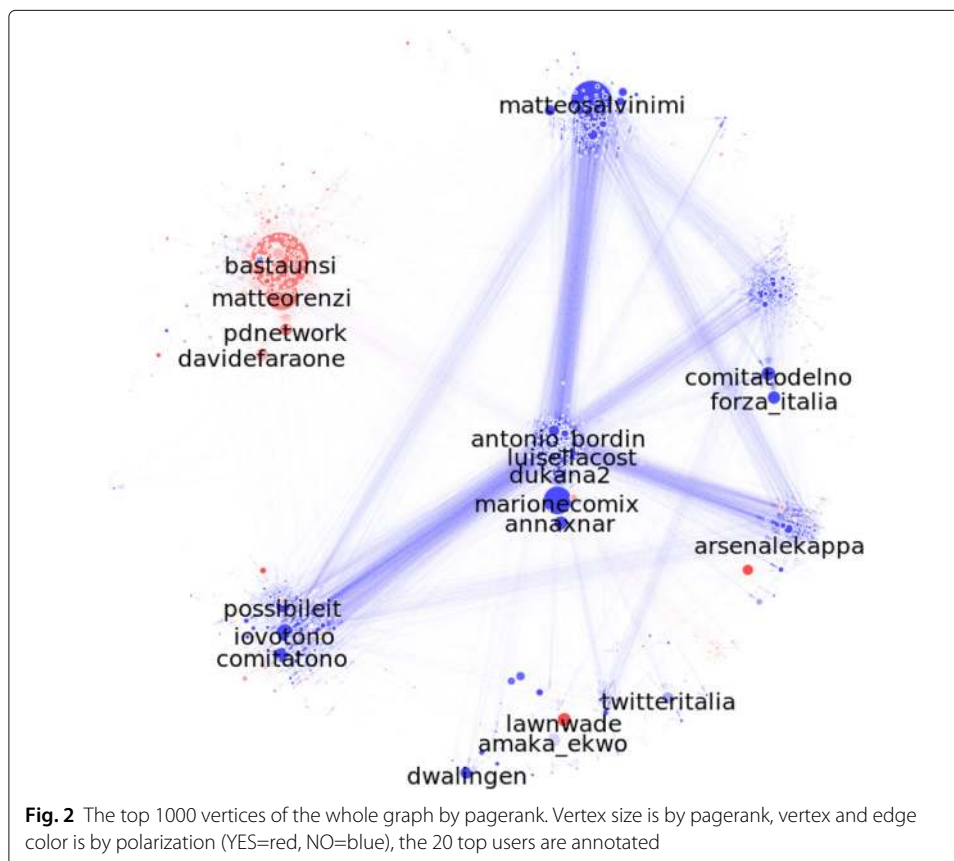 matteosalvinimi
bastaunsi
matteorenzi
pdnetwork
davidefaraone
comitatodelno
forza_italia
antonio_bordin
luisellacost
dukana2
marionecomix
annaxnar
arsenalekappa
possibileit
iovotono
comitatono
twitteritalia
lawnwade
amaka_ekwo
dwalingen
Fig. 2 The top 1000 vertices of the whole graph by pagerank. Vertex size is by pagerank, vertex and edge
color is by polarization (YES=red, NO=blue), the 20 top users are annotated